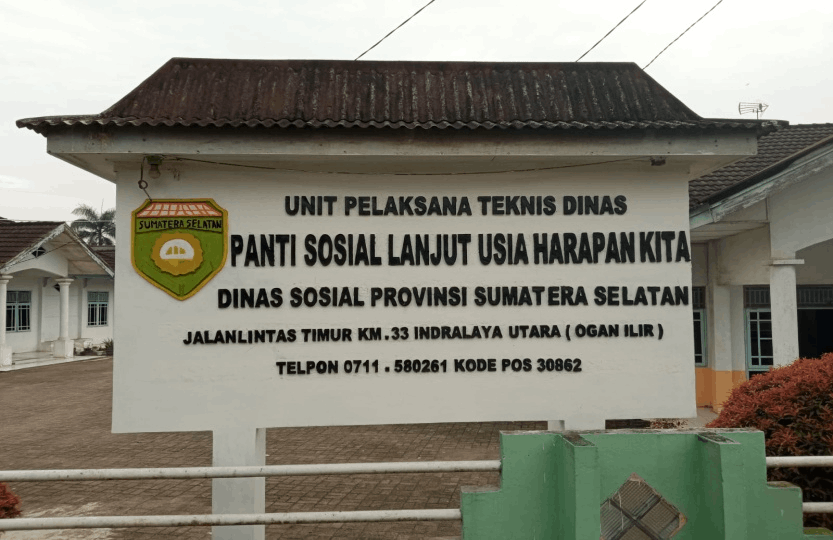 UNIT PELAKSANA TEKNIS DINAS
SUMATERA SELATAN
PANTI SOSIAL LANJUT USIA HARAPAN KITA
DINAS SOSIAL PROVINSI SUMATERA SELATAN
JALANLINTAS TIMUR KM.33 INDRALAYA UTARA ( OGAN ILIR )
TELPON 0711 . 580261 KODE POS 30862